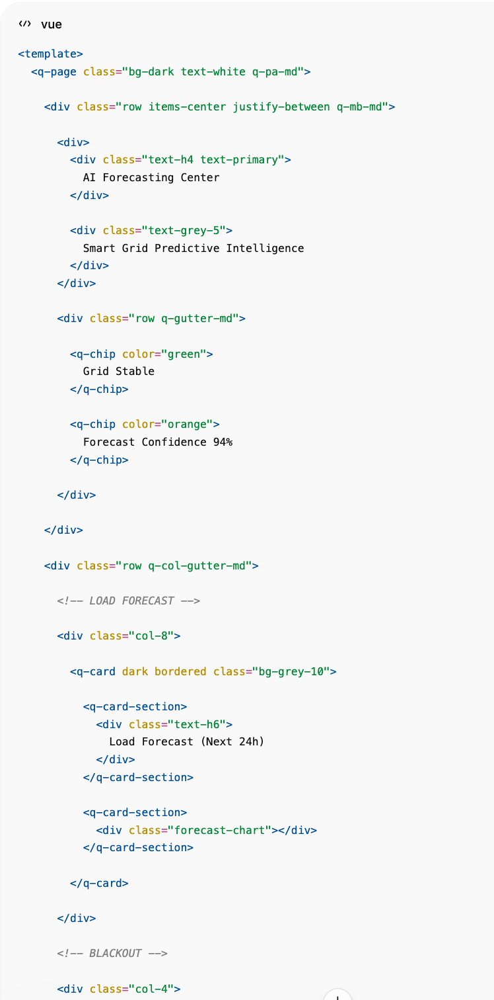 vue
<template>
<q-page class="bg-dark text-white q-pa-md">
<div class="row items-center justify-between q-mb-md">
<div>
<div class="text-h4 text-primary">
AI Forecasting Center
</div>
<div class="text-grey-5">
Smart Grid Predictive Intelligence
</div>
</div>
<div class="row q-gutter-md">
<q-chip color="green">
Grid Stable
</q-chip>
<q-chip color="orange">
Forecast Confidence 94%
</q-chip>
</div>
</div>
<div class="row q-col-gutter-md">
<!-- LOAD FORECAST -->
<div class="col-8">
<q-card dark bordered class="bg-grey-10">
<q-card-section>
<div class="text-h6">
Load Forecast (Next 24h)
</div>
</q-card-section>
<q-card-section>
<div class="forecast-chart"></div>
</q-card-section>
</q-card>
</div>
<!-- BLACKOUT -->
<div class="col-4">